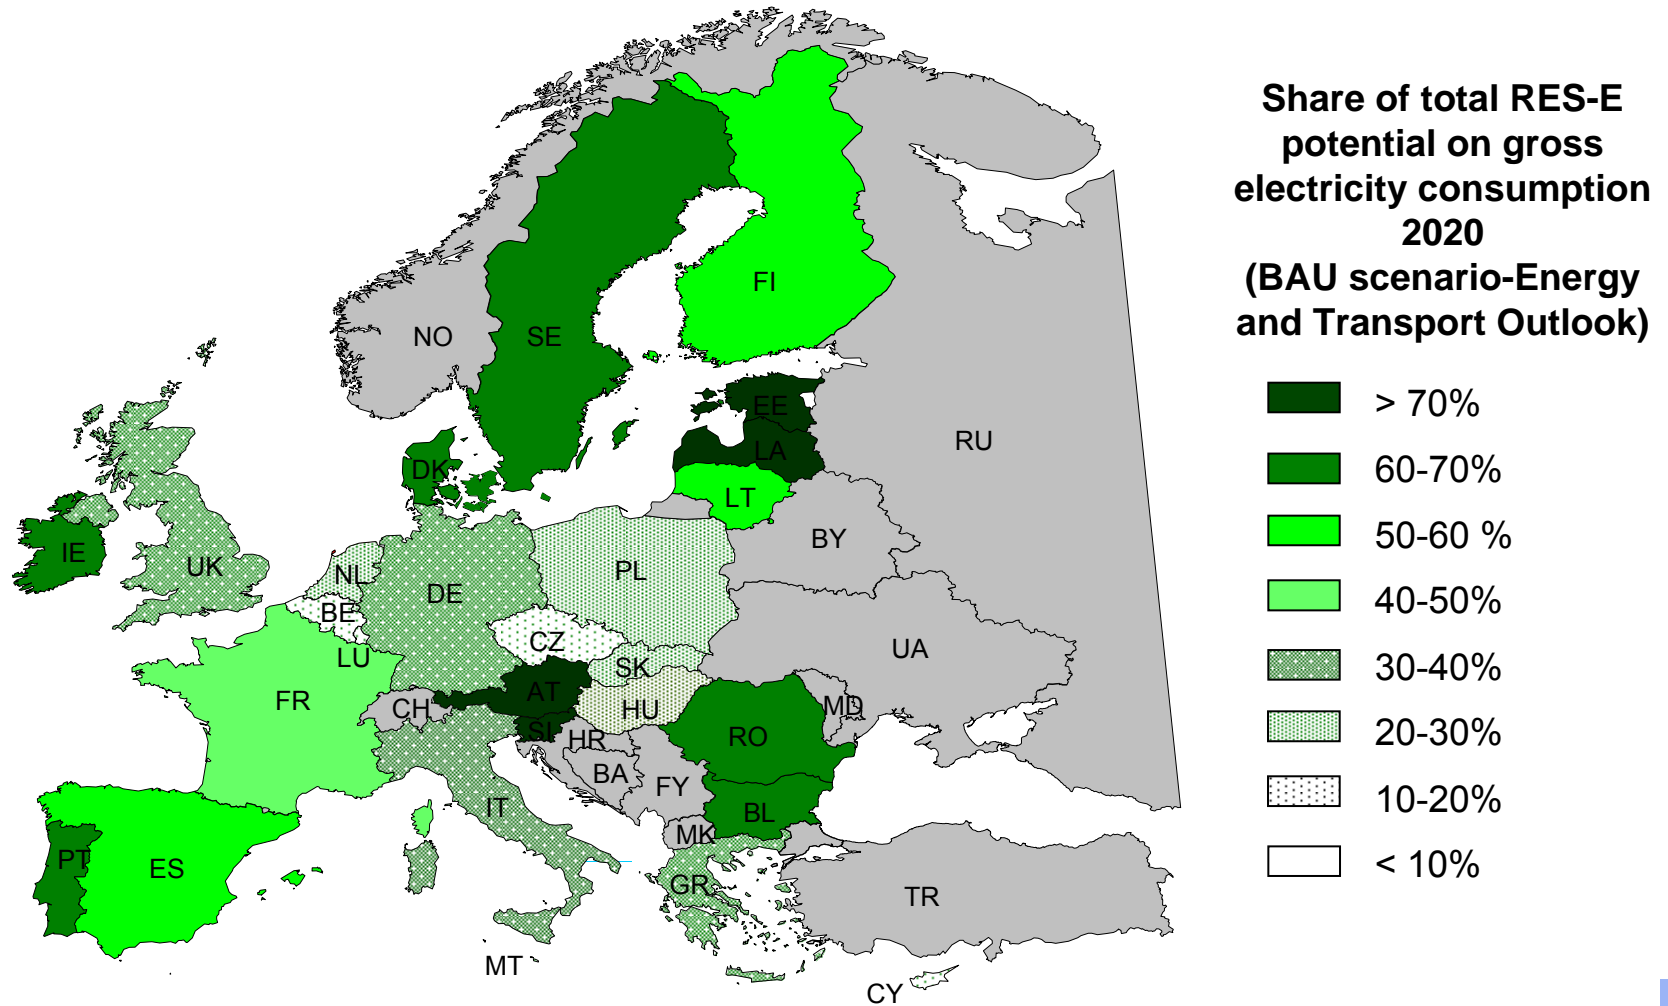 Share of total RES-E
potential on gross
electricity consumption
2020
(BAU scenario-Energy
and Transport Outlook)
> 70%
60-70%
50-60 %
40-50%
30-40%
20-30%
10-20%
< 10%
FI
NO
SE
EE
RU
LA
DK
LT
BY
IE
UK
NL
PL
DE
BE
CZ
UA
LU
SK
AT
FR
CH
HU
MD
SI
HR
RO
BA
FY
IT
BL
MK
PT
ES
GR
TR
MT
CY